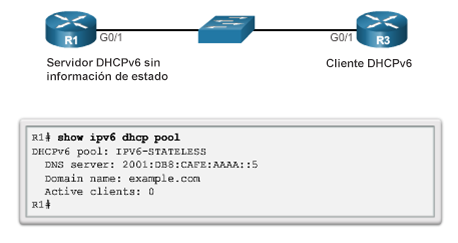 R1
G0/1
G0/1
R3
Servidor DHCPv6 sin
información de estado
Cliente DHCPv6
R1# show ipv6 dhcp pool
DHCPv6 pool: IPV6-STATELESS
DNS server: 2001:DB8:CAFE:AAAA::5
Domain name: example.com
Active clients: 0
R1#